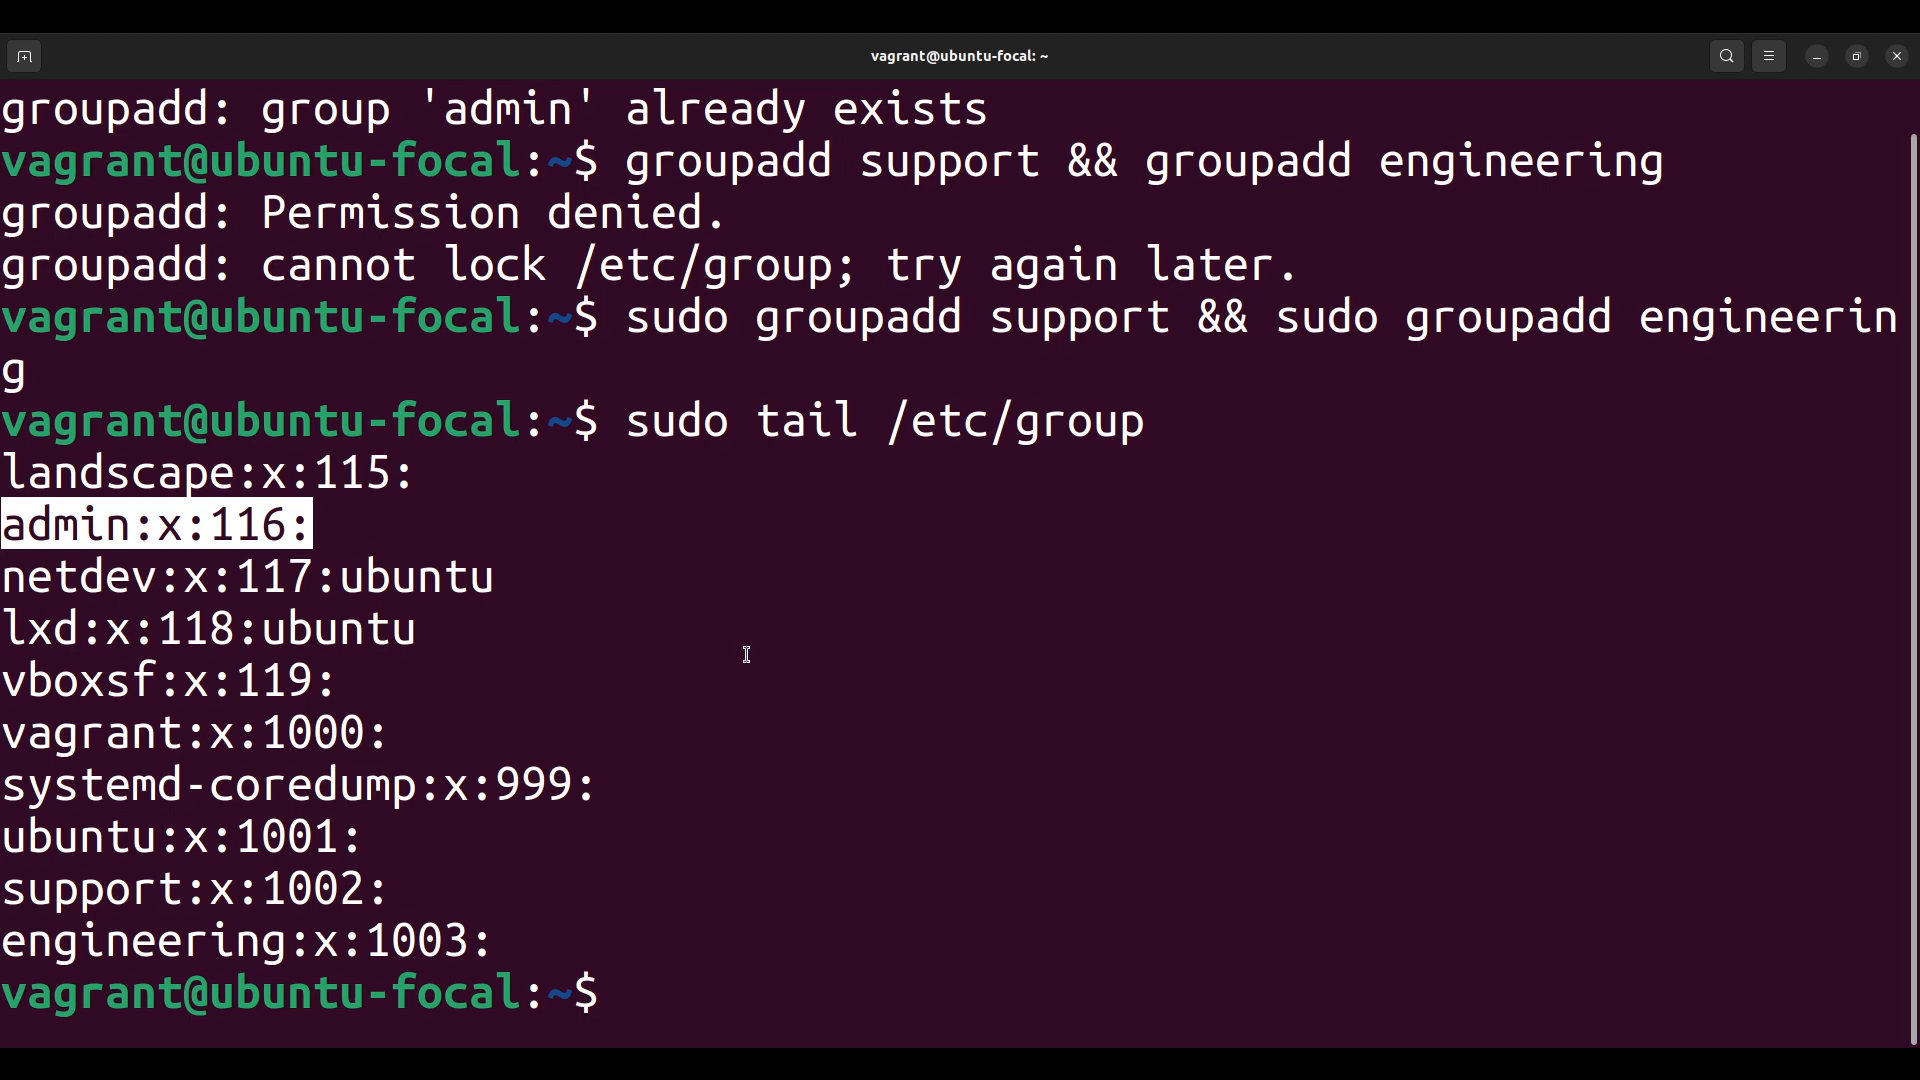 vagrant@ubuntu-focal: ~
groupadd: group 'admin' already exists
vagrant@ubuntu-focal:~$ groupadd support && groupadd engineering
groupadd: Permission denied.
groupadd: cannot lock /etc/group; try again later.
vagrant@ubuntu-focal:~$ sudo groupadd support && sudo groupadd engineerin
g
vagrant@ubuntu-focal:~$ sudo tail /etc/group
landscape:x:115:
admin:x:116:
netdev:x:117:ubuntu
lxd:x:118:ubuntu
vboxsf:x:119:
vagrant:x:1000:
systemd-coredump:x:999:
ubuntu:x:1001:
support:x:1002:
engineering:x:1003:
vagrant@ubuntu-focal:~$